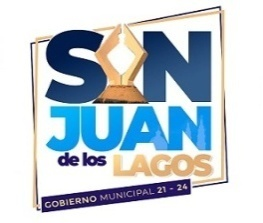 SAN
JUAN
de los LAGOS
GOBIERNO MUNICIPAL 21 - 24